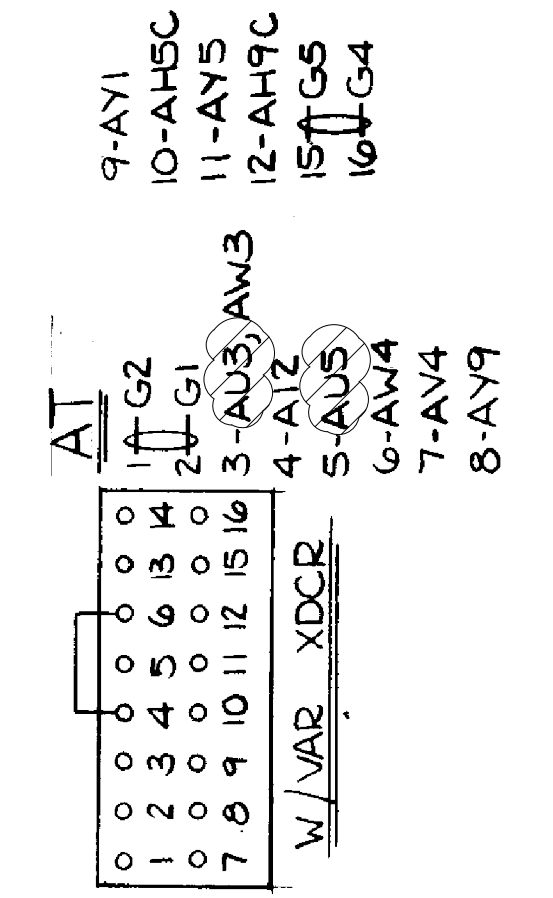 AT
1 G2
2 G1
3-AU3, AW3
4-A12
5-AU5
6-AW4
7-AV4
8-AY9
9-AY1
10-AH5C
11-AY5
12-AH9C
15 G5
16 G4
1 2 3 4 5 6 13 14
7 8 9 10 11 12 15 16
W/VAR XDCR